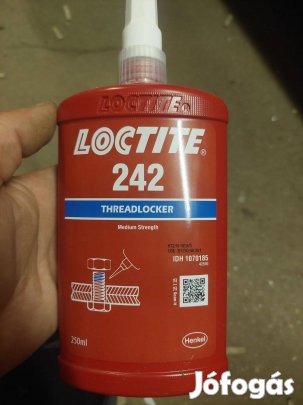 LOCTITE
LOCTITE®
242
THREADLOCKER
Medium Strength
IDH 1070185
250ml
Henkel
Jófogás